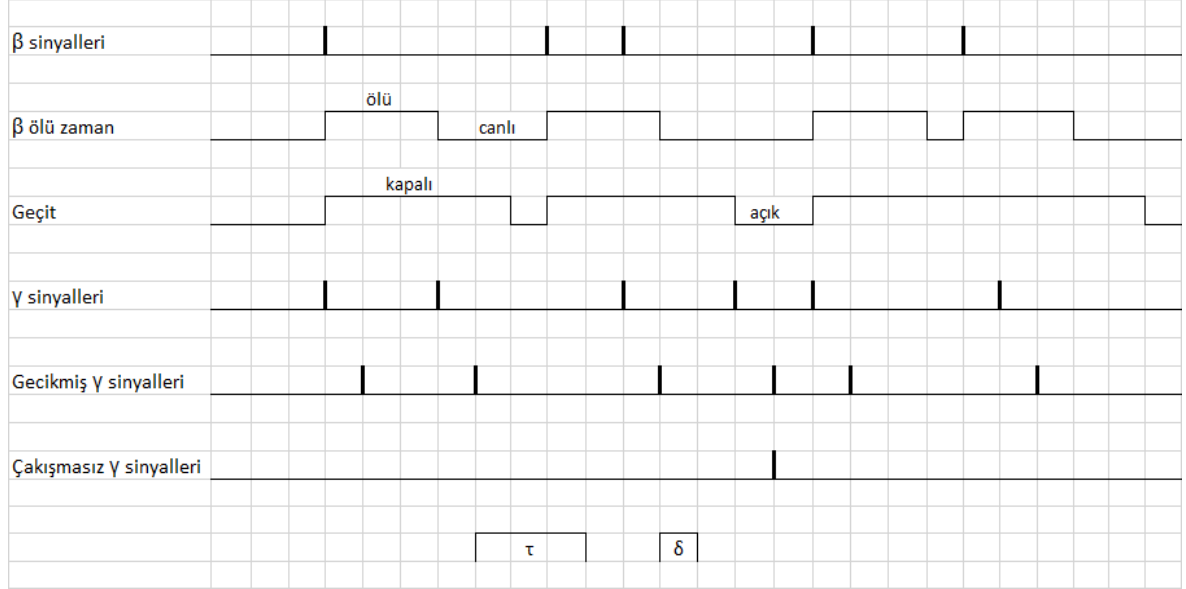 β sinyalleri
ölü
β ölü zaman
canlı
kapalı
Geçit
açık
γ sinyalleri
Gecikmiş γ sinyalleri
Çakışmasız γ sinyalleri
τ
δ